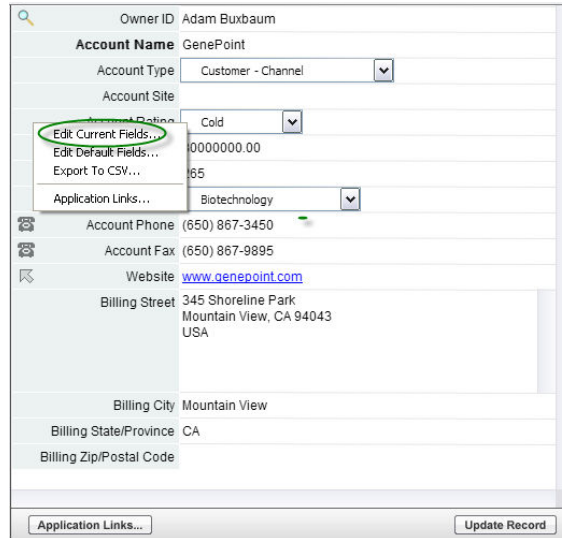 Owner ID Adam Buxbaum
Account Name GenePoint
Account Type Customer - Channel
Account Site
Account Rating Cold
Edit Current Fields...
Edit Default Fields...
Export To CSV...
Application Links...
0000000.00
265
Biotechnology
Account Phone (650) 867-3450
Account Fax (650) 867-9895
Website www.genepoint.com
Billing Street 345 Shoreline Park
Mountain View, CA 94043
USA
Billing City Mountain View
Billing State/Province CA
Billing Zip/Postal Code
Application Links... Update Record